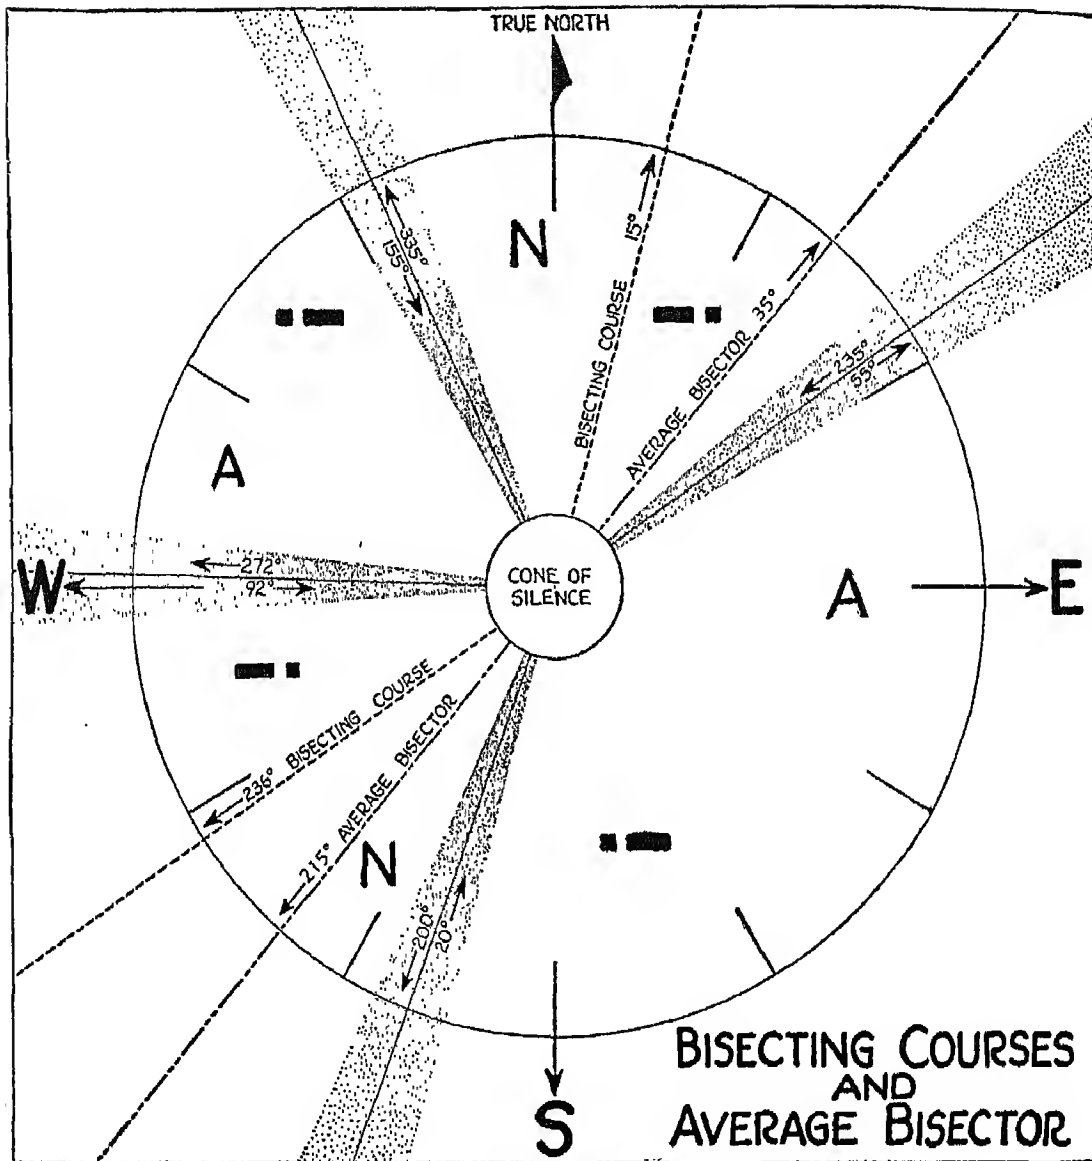 TRUE NORTH
N
335°
155°
15°
BISECTING COURSE
AVERAGE BISECTOR 35°
235°
55°
A
W
272°
92°
CONE OF
SILENCE
A
E
236° BISECTING COURSE
215° AVERAGE BISECTOR
N
200°
20°
S
BISECTING COURSES
AND
AVERAGE BISECTOR